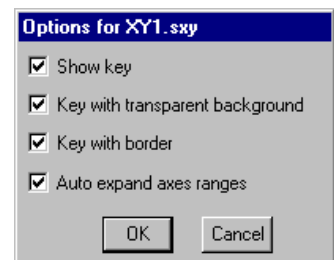 Options for XY1.sxy
Show key
Key with transparent background
Key with border
Auto expand axes ranges
OK Cancel